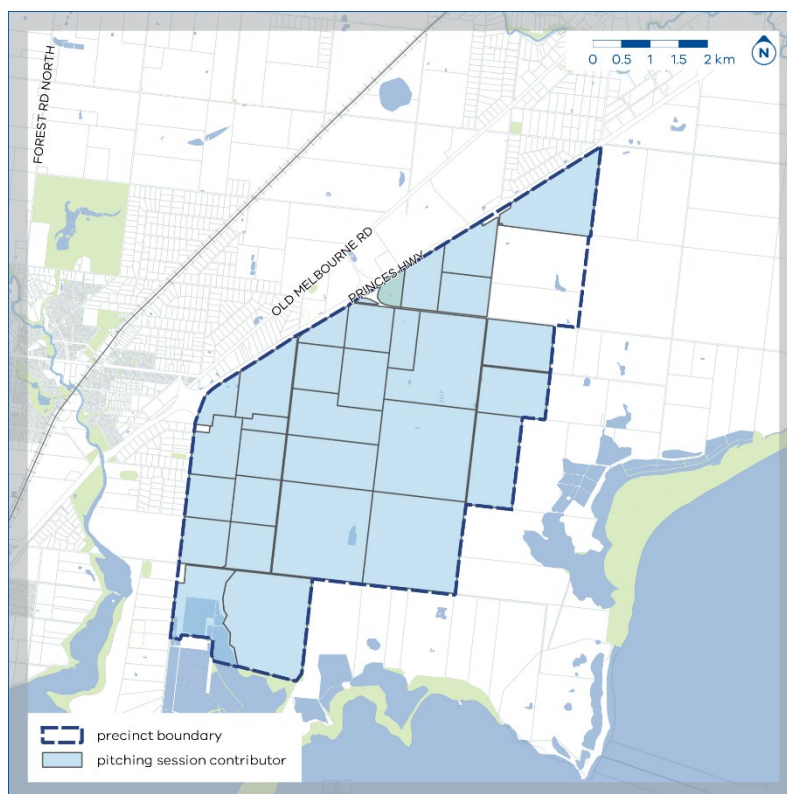 0 0.5 1 1.5 2 km
N
FOREST RD NORTH
OLD MELBOURNE RD
PRINCES HWY
precinct boundary
pitching session contributor